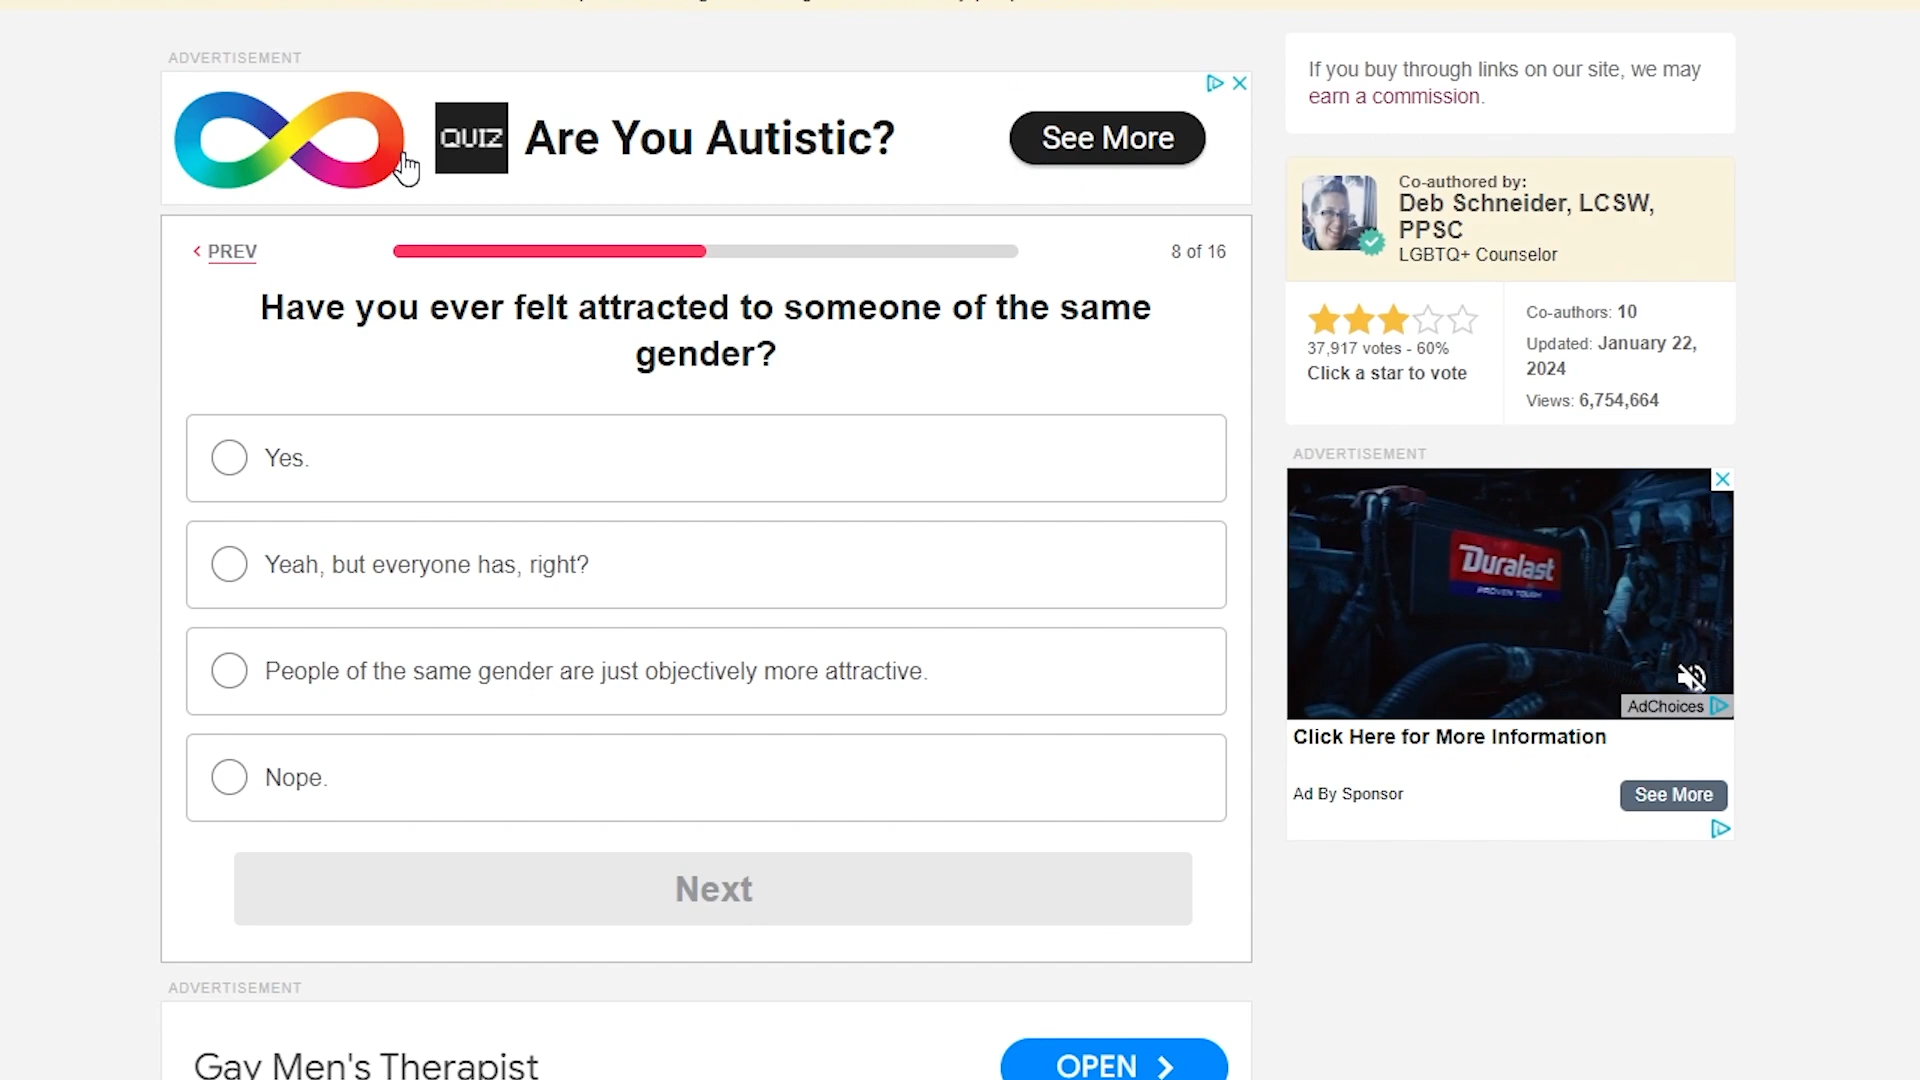 ADVERTISEMENT
QUIZ Are You Autistic?
See More
PREV
8 of 16
Have you ever felt attracted to someone of the same
gender?
Yes.
Yeah, but everyone has, right?
People of the same gender are just objectively more attractive.
Nope.
Next
ADVERTISEMENT
Gay Men's Therapist
OPEN
If you buy through links on our site, we may
earn a commission.
Co-authored by:
Deb Schneider, LCSW,
PPSC
LGBTQ+ Counselor
37,917 votes - 60%
Click a star to vote
Co-authors: 10
Updated: January 22,
2024
Views: 6,754,664
ADVERTISEMENT
Duralast
PROVEN TOUGH
AdChoices
Click Here for More Information
Ad By Sponsor
See More